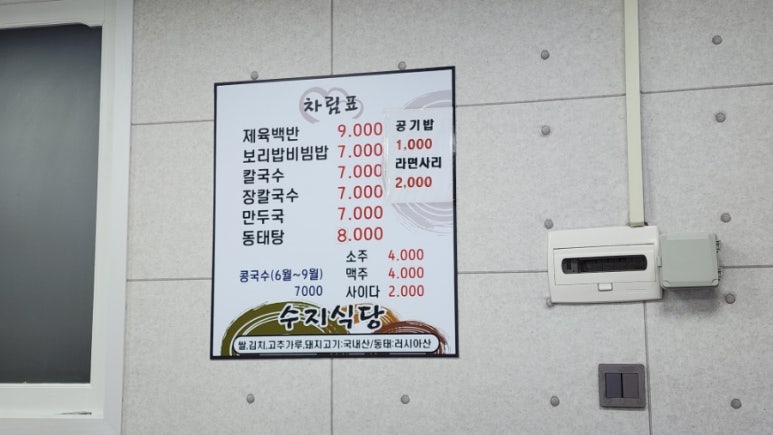 차림표
제육백반 9.000
보리밥비빔밥 7.000
칼국수 7.000
장칼국수 7.000
만두국 7.000
동태탕 8.000
공기밥
1,000
라면사리
2,000
소주 4.000
맥주 4.000
사이다 2.000
콩국수(6월~9월)
7000
수지식당
쌀,김치,고추가루,돼지고기:국내산/동태:러시아산